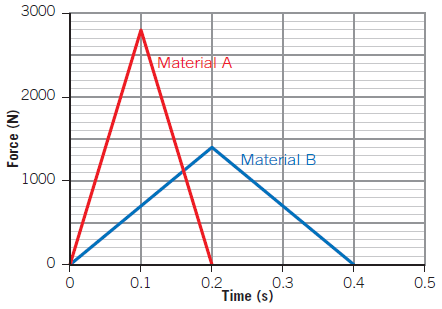 3000
Material A
2000
Force (N)
Material B
1000
0
0 0.1 0.2 0.3 0.4 0.5
Time (s)